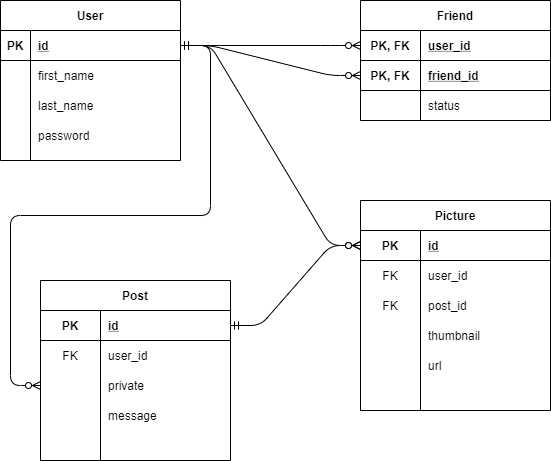 User
PK id
first_name
last_name
password
Friend
PK, FK user_id
PK, FK friend_id
status
Picture
PK id
FK user_id
FK post_id
thumbnail
url
Post
PK id
FK user_id
private
message